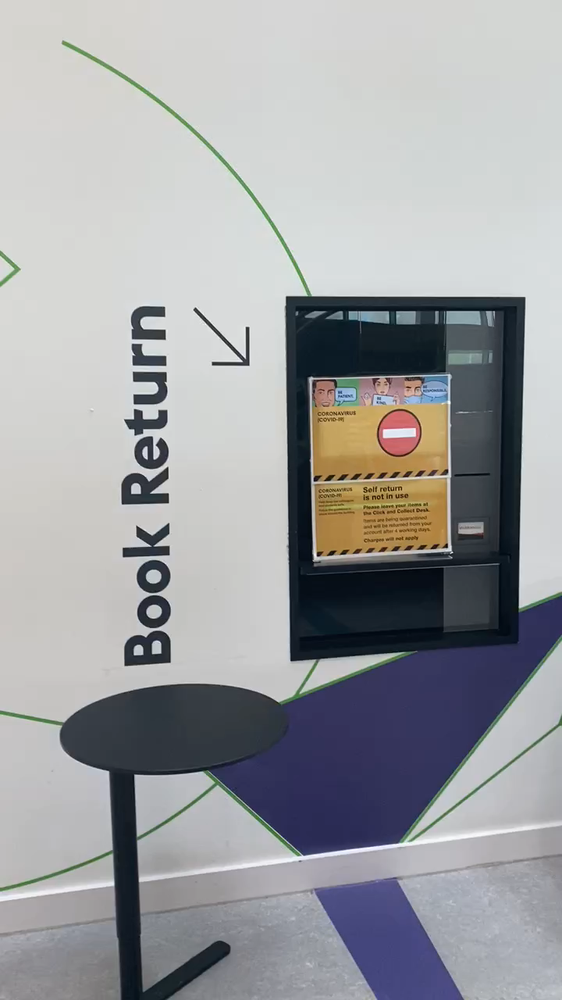 Book Return
BE
PATIENT.
BE
KIND.
BE
RESPONSIBLE.
CORONAVIRUS
(COVID-19)
CORONAVIRUS
(COVID-19)
Self return
is not in use
Please leave your items at
the Click and Collect Desk.
Items are being quarantined
and will be returned from your
account after 4 working days.
Charges will not apply